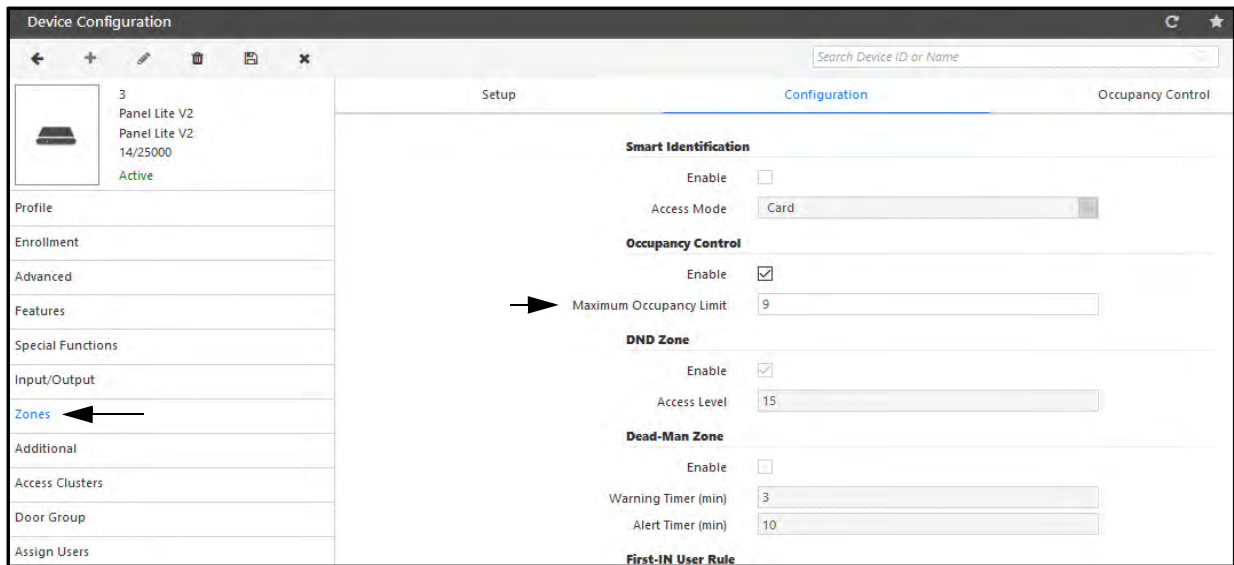 Device Configuration
Search Device ID or Name
3
Panel Lite V2
Panel Lite V2
14/25000
Active
Profile
Enrollment
Advanced
Features
Special Functions
Input/Output
Zones
Additional
Access Clusters
Door Group
Assign Users
Setup Configuration Occupancy Control
Smart Identification
Enable
Access Mode Card
Occupancy Control
Enable
Maximum Occupancy Limit 9
DND Zone
Enable
Access Level 15
Dead-Man Zone
Enable
Warning Timer (min) 3
Alert Timer (min) 10
First-IN User Rule